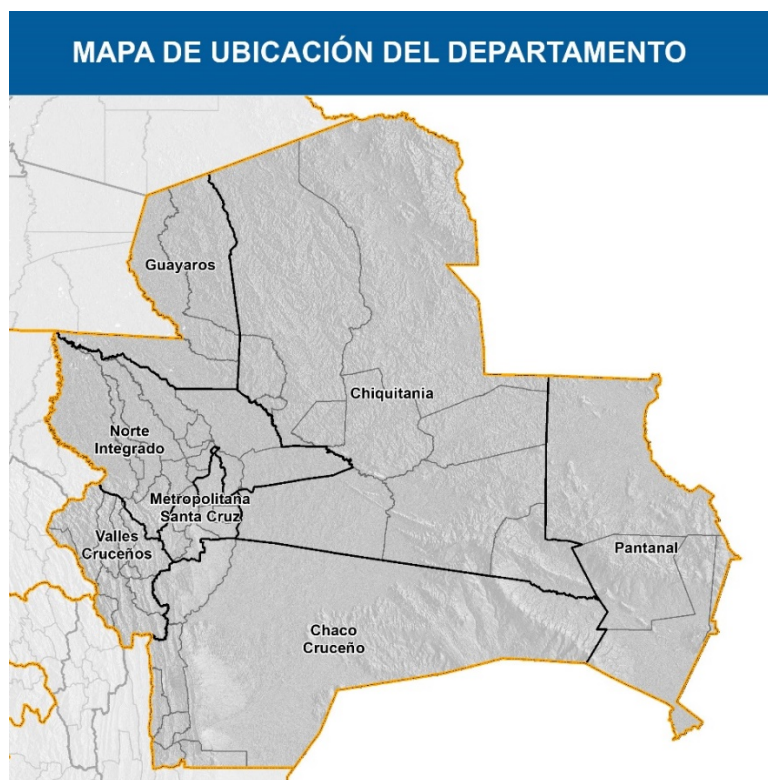 MAPA DE UBICACIÓN DEL DEPARTAMENTO
Guayaros
Chiquitania
Norte
Integrado
Metropolitana
Santa Cruz
Valles
Cruceños
Pantanal
Chaco
Cruceño